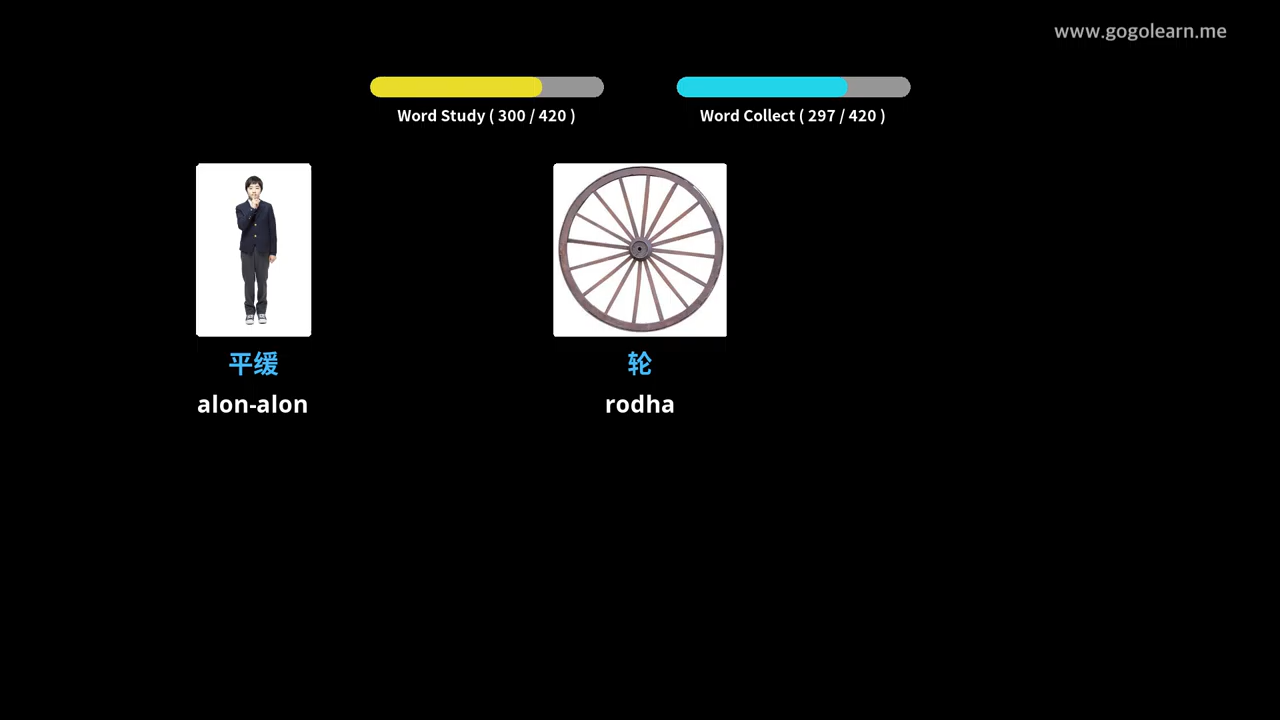 www.gogolearn.me
Word Study ( 300 / 420 )
Word Collect ( 297 / 420 )
平缓
alon-alon
轮
rodha